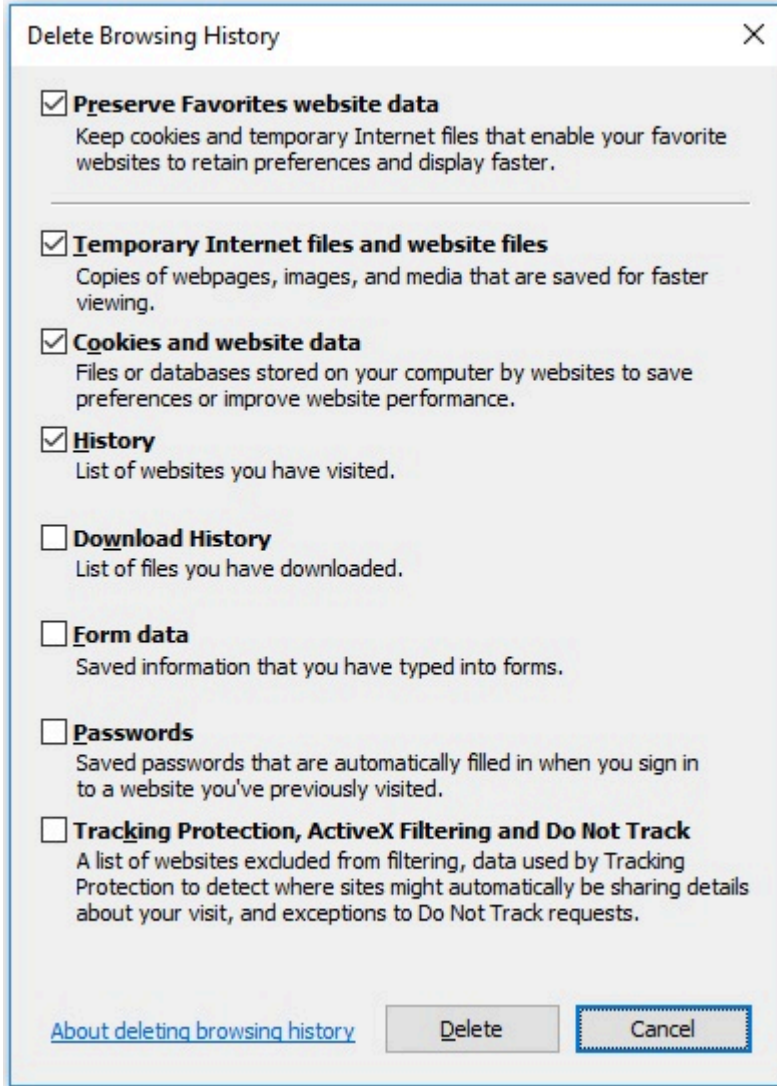 Delete Browsing History
Preserve Favorites website data
Keep cookies and temporary Internet files that enable your favorite
websites to retain preferences and display faster.
Temporary Internet files and website files
Copies of webpages, images, and media that are saved for faster
viewing.
Cookies and website data
Files or databases stored on your computer by websites to save
preferences or improve website performance.
History
List of websites you have visited.
Download History
List of files you have downloaded.
Form data
Saved information that you have typed into forms.
Passwords
Saved passwords that are automatically filled in when you sign in
to a website you've previously visited.
Tracking Protection, ActiveX Filtering and Do Not Track
A list of websites excluded from filtering, data used by Tracking
Protection to detect where sites might automatically be sharing details
about your visit, and exceptions to Do Not Track requests.
About deleting browsing history
Delete
Cancel